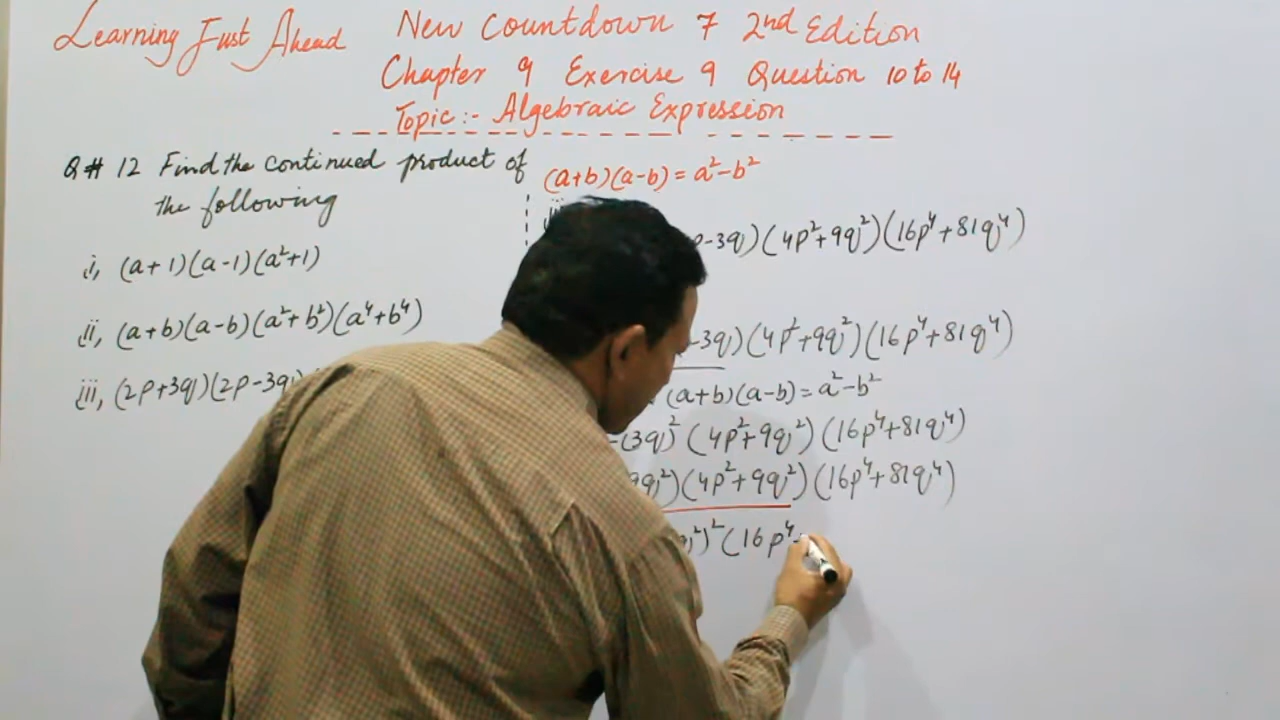 Learning Just Ahead
New Countdown 7 2nd Edition
Chapter 9 Exercise 9 Question 10 to 14
Topic:- Algebraic Expression
Q# 12 Find the continued product of
the following
i, (a+1)(a-1)(a²+1)
ii, (a+b)(a-b)(a²+b²)(a⁴+b⁴)
iii, (2p+3q)(2p-3q)
(a+b)(a-b)=a²-b²
-3q)(4p²+9q²)(16p⁴+81q⁴)
-3q)(4p²+9q²)(16p⁴+81q⁴)
(a+b)(a-b)=a²-b²
-(3q)²(4p²+9q²)(16p⁴+81q⁴)
9q²)(4p²+9q²)(16p⁴+81q⁴)
q²)²(16p⁴